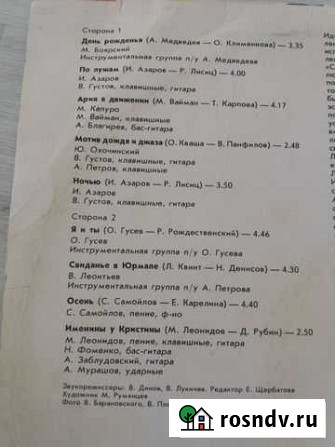 Сторона 1
День рожденья (А. Медведев — О. Клименкова) — 3.35
М. Боярский
Инструментальная группа п/у А. Медведева
По лужам (И. Азаров — Р. Лисиц) — 4.00
И. Азаров
В. Густов, клавишные, гитара
Ария в движении (М. Вайман — Т. Карпова) — 4.17
М. Капуро
М. Вайман, клавишные
А. Благирев, бас-гитара
Мотив дождя и джаза (О. Кваша — В. Панфилов) — 2.48
Ю. Охочинский
В. Густов, клавишные, гитара
А. Петров, клавишные
Ночью (И. Азаров — Р. Лисиц) — 3.50
И. Азаров
В. Густов, клавишные, гитара
Сторона 2
Я и ты (О. Гусев — Р. Рождественский) — 4.46
О. Гусев
Инструментальная группа п/у О. Гусева
Свиданье в Юрмале (Л. Квинт — Н. Денисов) — 4.30
В. Леонтьев
Инструментальная группа п/у А. Петрова
Осень (С. Самойлов — Е. Карелина) — 4.40
С. Самойлов, пение, ф-но
Именины у Кристины (М. Леонидов — Д. Рубин) — 2.50
М. Леонидов, пение, клавишные, гитара
Н. Фоменко, бас-гитара
А. Заблудовский, гитара
А. Мурашов, ударные
Звукорежиссеры: В. Динов, В. Лукичев. Редактор Е. Щербатова
Художник М. Румянцев
Фото В. Барановского, В.
rosndv.ru